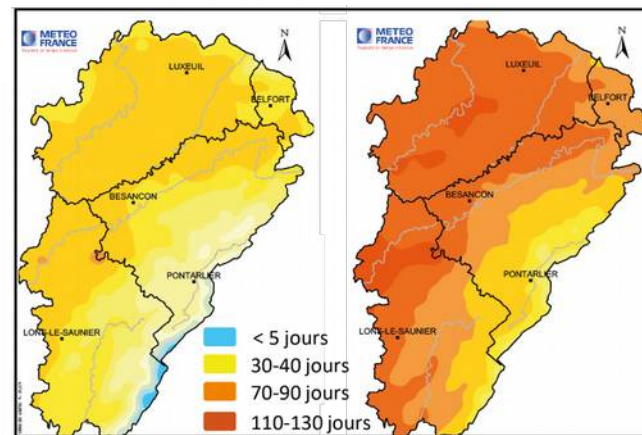 METEO
FRANCE
N
LUXEUIL
BELFORT
BESANCON
PONTARLIER
LONS-LE-SAUNIER
METEO
FRANCE
N
LUXEUIL
BELFORT
BESANCON
PONTARLIER
LONS-LE-SAUNIER
< 5 jours
30-40 jours
70-90 jours
110-130 jours